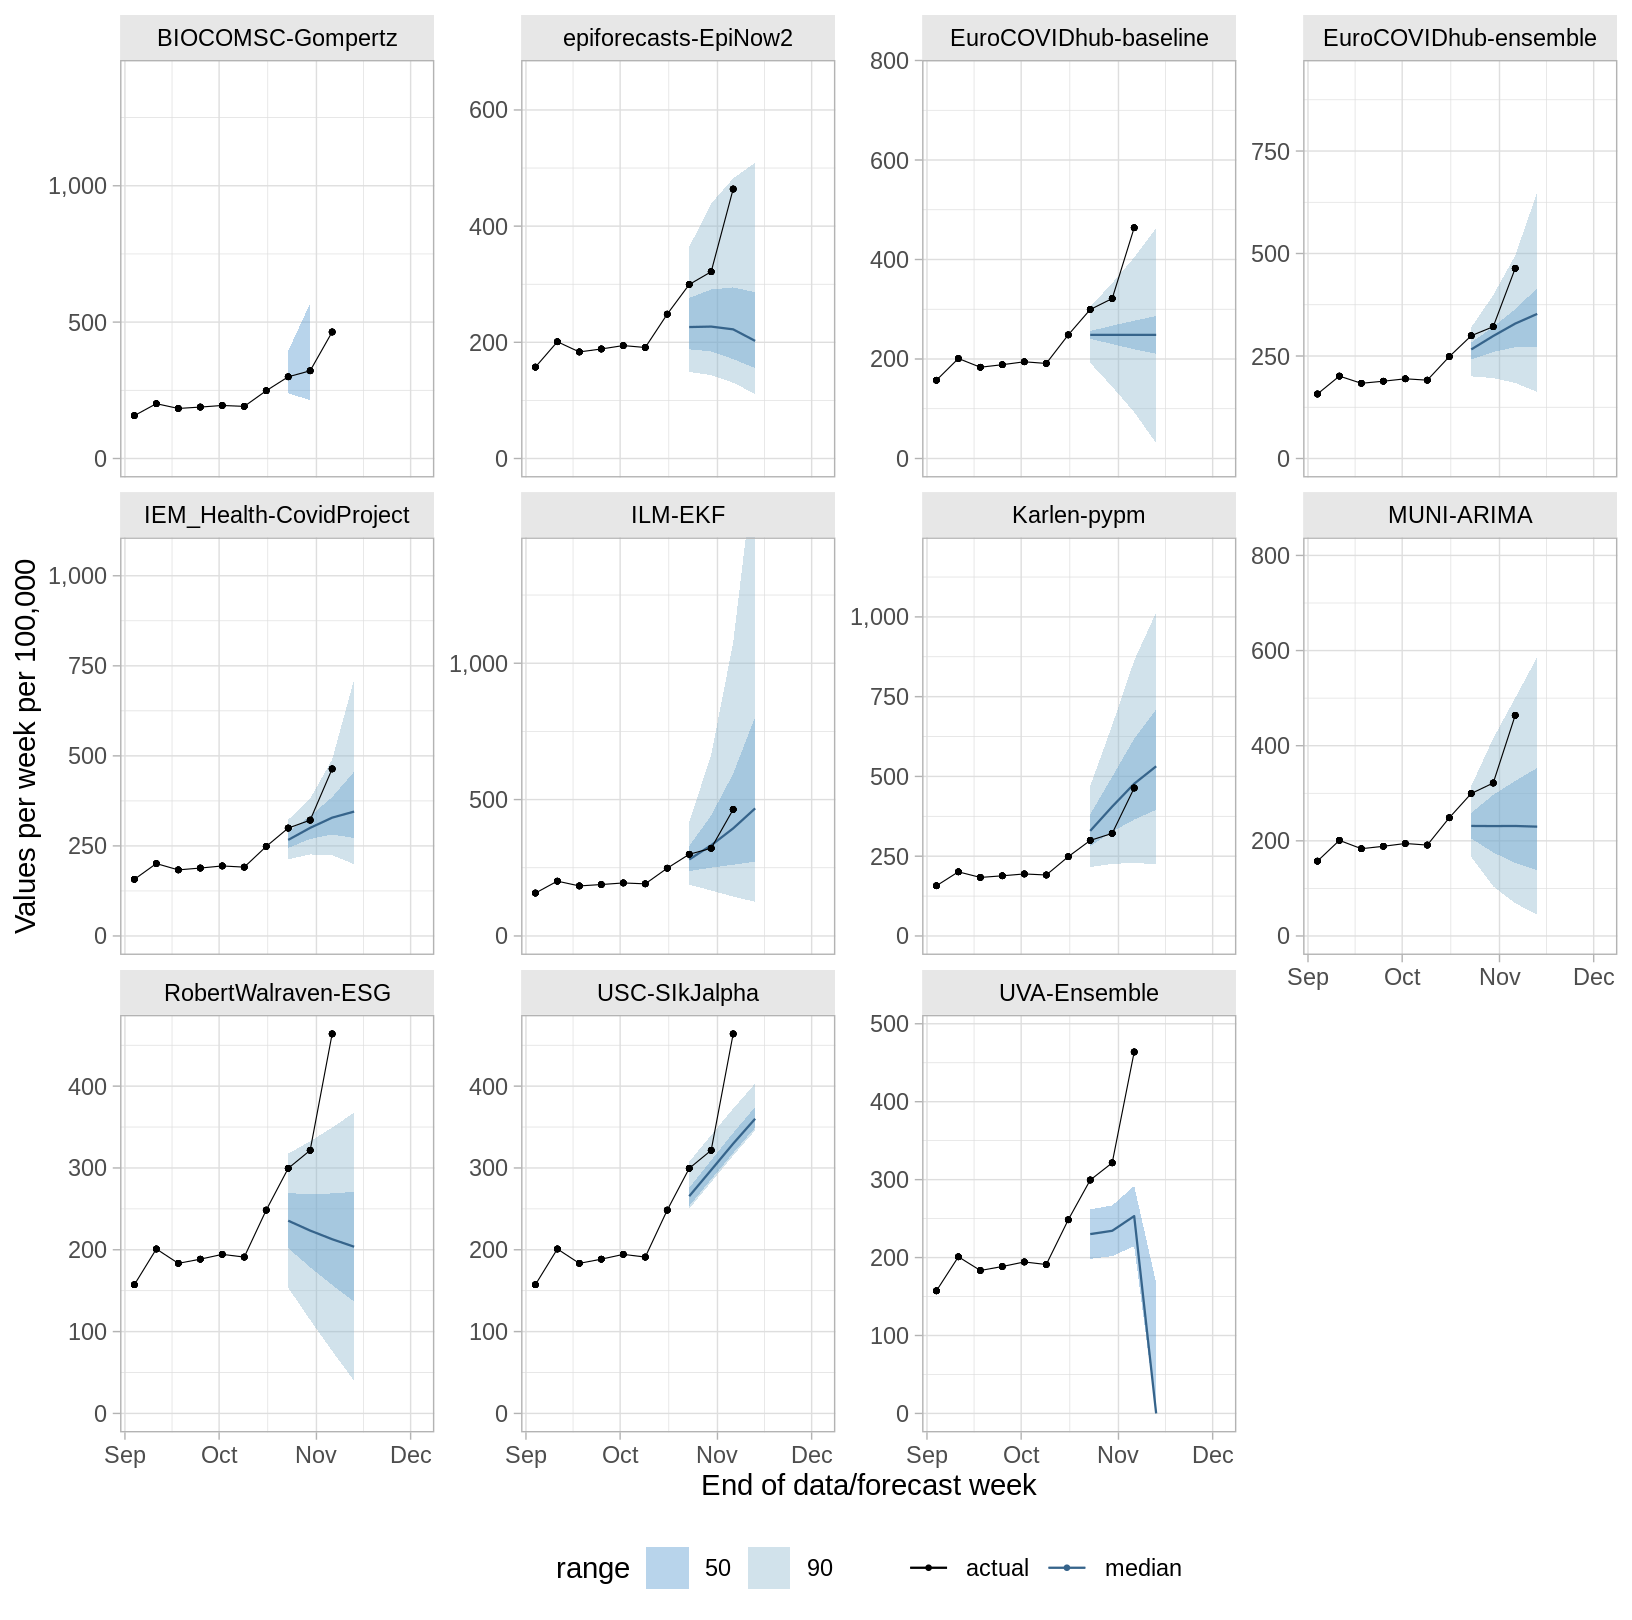 BIOCOMSC-Gompertz
epiforecasts-EpiNow2
EuroCOVIDhub-baseline
EuroCOVIDhub-ensemble
1,000
500
0
600
400
200
0
800
600
400
200
0
750
500
250
0
IEM_Health-CovidProject
ILM-EKF
Karlen-pypm
MUNI-ARIMA
Values per week per 100,000
1,000
750
500
250
0
1,000
500
0
1,000
750
500
250
0
800
600
400
200
0
Sep Oct Nov Dec
RobertWalraven-ESG
USC-SIkJalpha
UVA-Ensemble
400
300
200
100
0
400
300
200
100
0
500
400
300
200
100
0
Sep Oct Nov Dec
Sep Oct Nov Dec
Sep Oct Nov Dec
End of data/forecast week
range 50 90 actual median